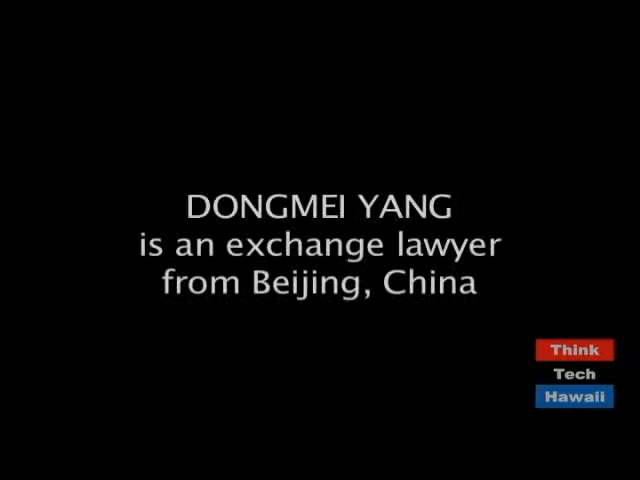 DONGMEI YANG
is an exchange lawyer
from Beijing, China
Think
Tech
Hawaii